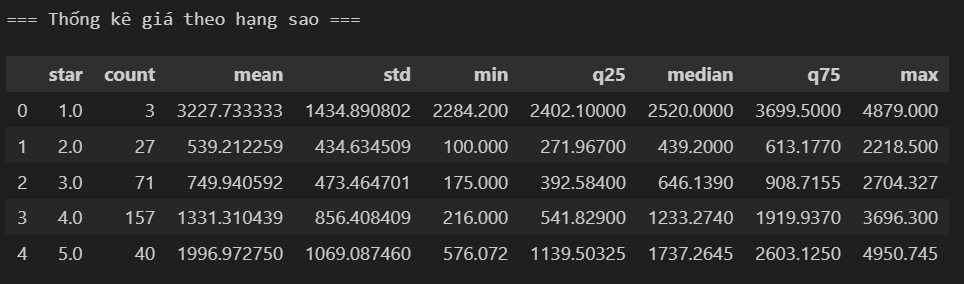 === Thống kê giá theo hạng sao ===
star count mean std min q25 median q75 max
0 1.0 3 3227.733333 1434.890802 2284.200 2402.10000 2520.0000 3699.5000 4879.000
1 2.0 27 539.212259 434.634509 100.000 271.96700 439.2000 613.1770 2218.500
2 3.0 71 749.940592 473.464701 175.000 392.58400 646.1390 908.7155 2704.327
3 4.0 157 1331.310439 856.408409 216.000 541.82900 1233.2740 1919.9370 3696.300
4 5.0 40 1996.972750 1069.087460 576.072 1139.50325 1737.2645 2603.1250 4950.745